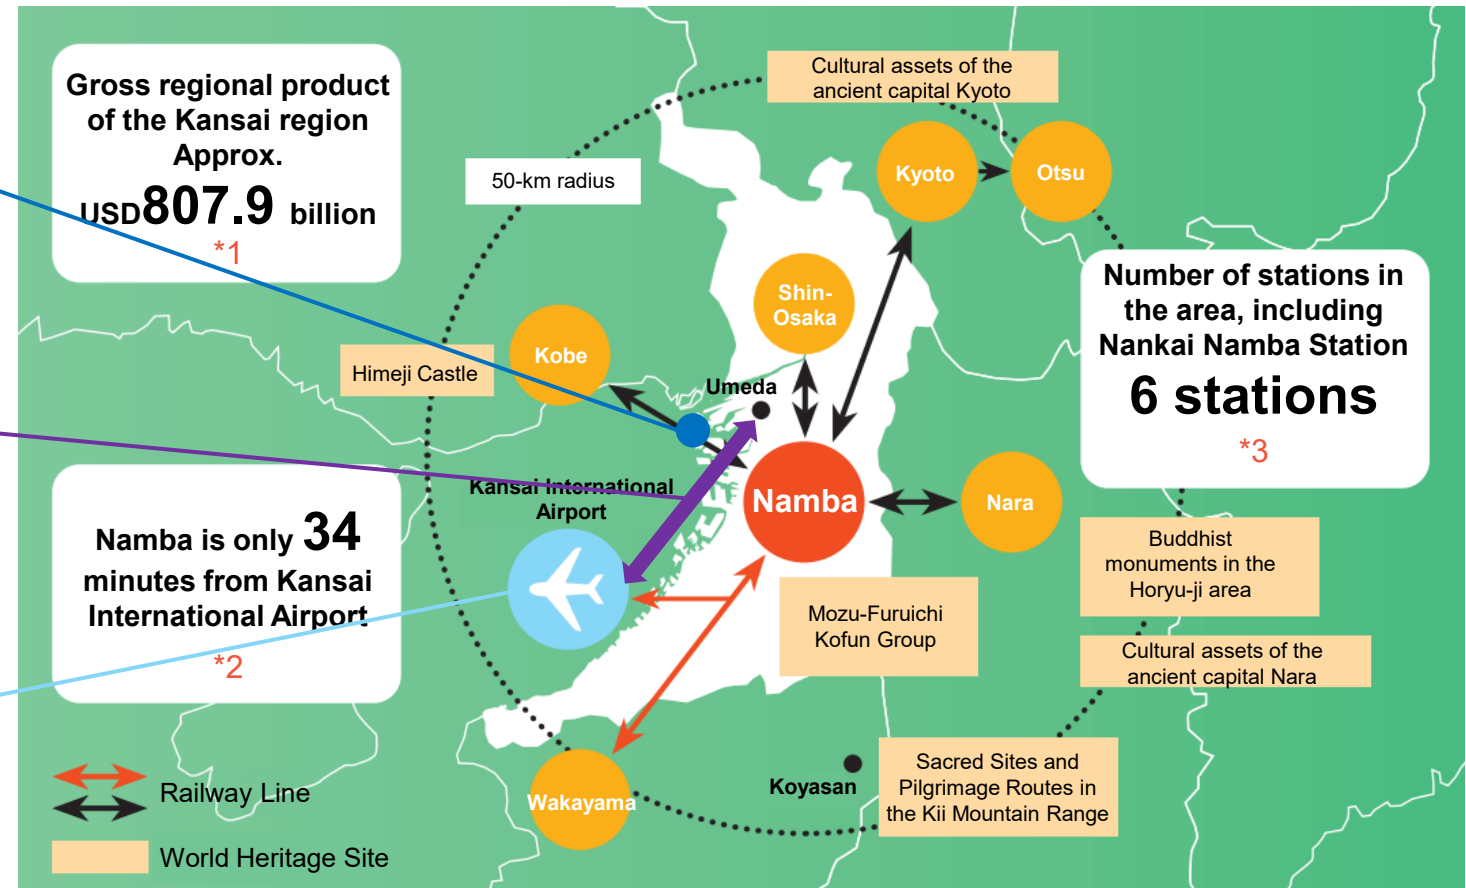 Gross regional product
of the Kansai region
Approx.
USD807.9 billion
*1
50-km radius
Cultural assets of the
ancient capital Kyoto
Kyoto
Otsu
Shin-
Osaka
Kobe
Himeji Castle
Umeda
Number of stations in
the area, including
Nankai Namba Station
6 stations
*3
Kansai International
Airport
Namba
Nara
Namba is only 34
minutes from Kansai
International Airport
*2
Buddhist
monuments in the
Horyu-ji area
Mozu-Furuichi
Kofun Group
Cultural assets of the
ancient capital Nara
Wakayama
Koyasan
Sacred Sites and
Pilgrimage Routes in
the Kii Mountain Range
Railway Line
World Heritage Site